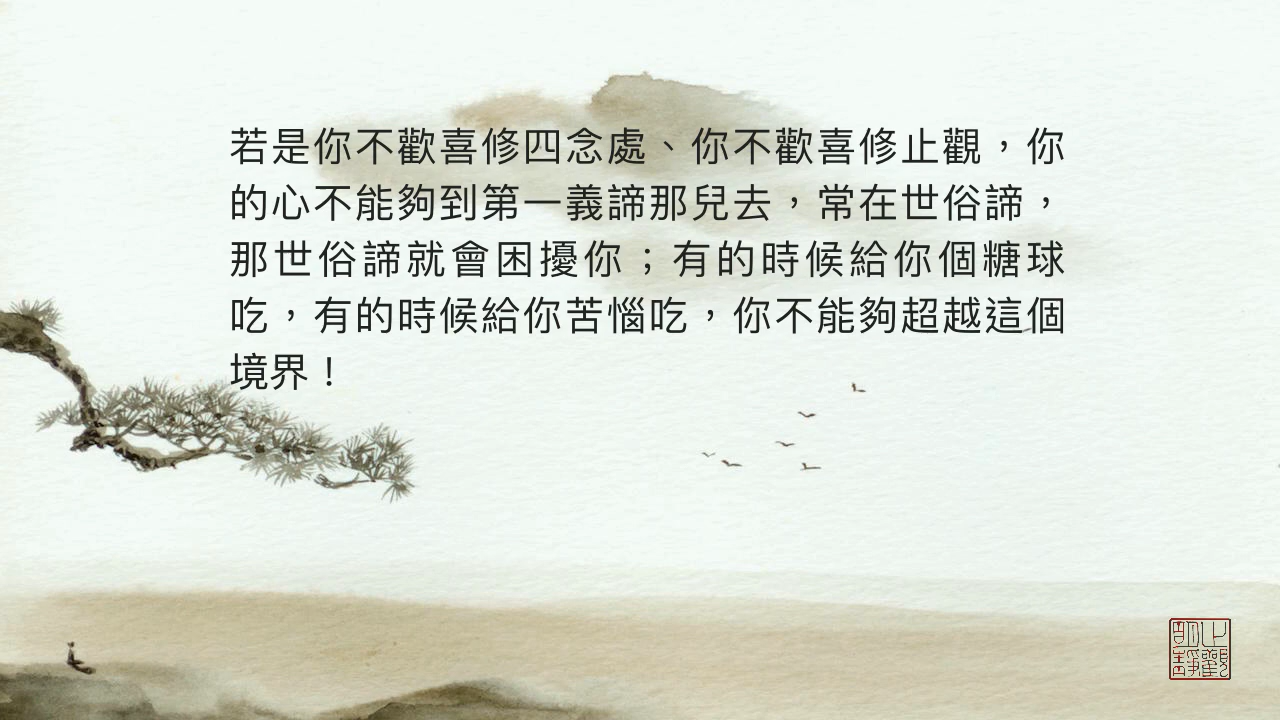 若是你不歡喜修四念處、你不歡喜修止觀，你
的心不能夠到第一義諦那兒去，常在世俗諦，
那世俗諦就會困擾你；有的時候給你個糖球
吃，有的時候給你苦惱吃，你不能夠超越這個
境界！